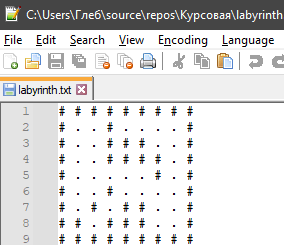 C:\Users\Глеб\source\repos\Курсовая\labyrinth
File Edit Search View Encoding Language
labyrinth.txt
1 # # # # # # # # #
2 # . . # . . . . #
3 # . . # # # . . #
4 # . . # # # # . #
5 # . . . . . # . #
6 # . . # . . . . #
7 # . # . # # . . #
8 # # . # # # . . #
9 # # # # # # # # #